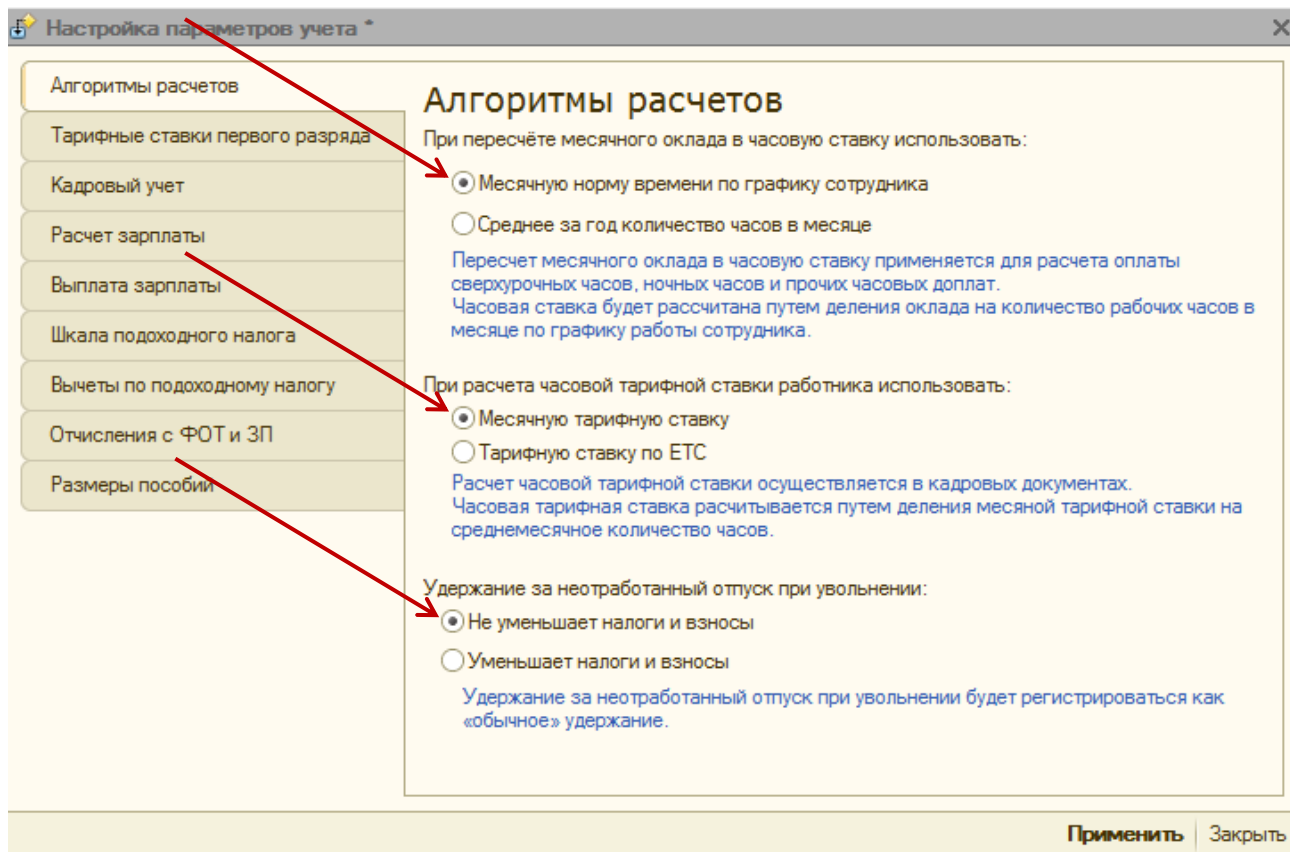 Настройка параметров учета *
Алгоритмы расчетов
Тарифные ставки первого разряда
Кадровый учет
Расчет зарплаты
Выплата зарплаты
Шкала подоходного налога
Вычеты по подоходному налогу
Отчисления с ФОТ и ЗП
Размеры пособий
Алгоритмы расчетов
При пересчёте месячного оклада в часовую ставку использовать:
Месячную норму времени по графику сотрудника
Среднее за год количество часов в месяце
Пересчет месячного оклада в часовую ставку применяется для расчета оплаты
сверхурочных часов, ночных часов и прочих часовых доплат.
Часовая ставка будет рассчитана путем деления оклада на количество рабочих часов в
месяце по графику работы сотрудника.
При расчета часовой тарифной ставки работника использовать:
Месячную тарифную ставку
Тарифную ставку по ЕТС
Расчет часовой тарифной ставки осуществляется в кадровых документах.
Часовая тарифная ставка расчитывается путем деления месяной тарифной ставки на
среднемесячное количество часов.
Удержание за неотработанный отпуск при увольнении:
Не уменьшает налоги и взносы
Уменьшает налоги и взносы
Удержание за неотработанный отпуск при увольнении будет регистрироваться как
«обычное» удержание.
Применить
Закрыть